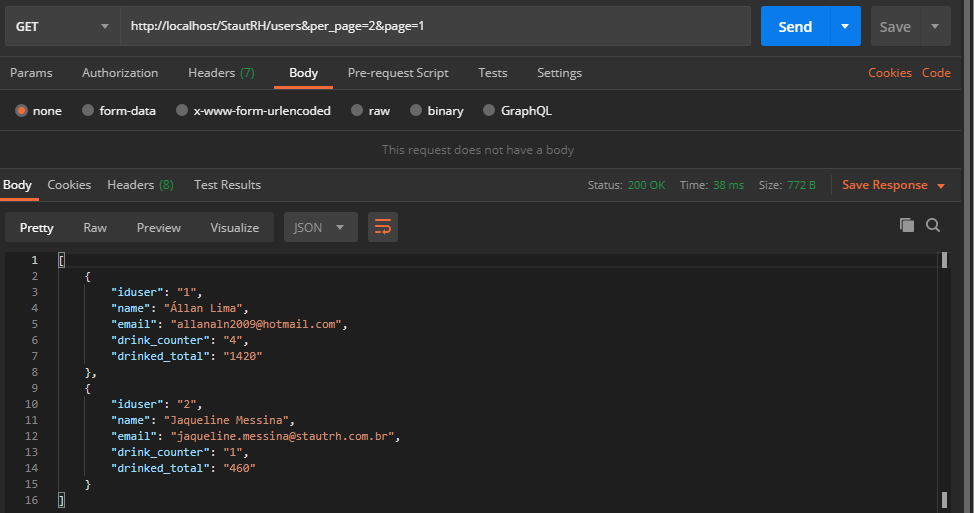 GET http://localhost/StautRH/users&per_page=2&page=1 Send Save
Params Authorization Headers (7) Body Pre-request Script Tests Settings Cookies Code
none form-data x-www-form-urlencoded raw binary GraphQL
This request does not have a body
Body Cookies Headers (8) Test Results Status: 200 OK Time: 38 ms Size: 772 B Save Response
Pretty Raw Preview Visualize JSON
1 [
2 {
3 "iduser": "1",
4 "name": "Állan Lima",
5 "email": "allanaln2009@hotmail.com",
6 "drink_counter": "4",
7 "drinked_total": "1420"
8 },
9 {
10 "iduser": "2",
11 "name": "Jaqueline Messina",
12 "email": "jaqueline.messina@stautrh.com.br",
13 "drink_counter": "1",
14 "drinked_total": "460"
15 }
16 ]